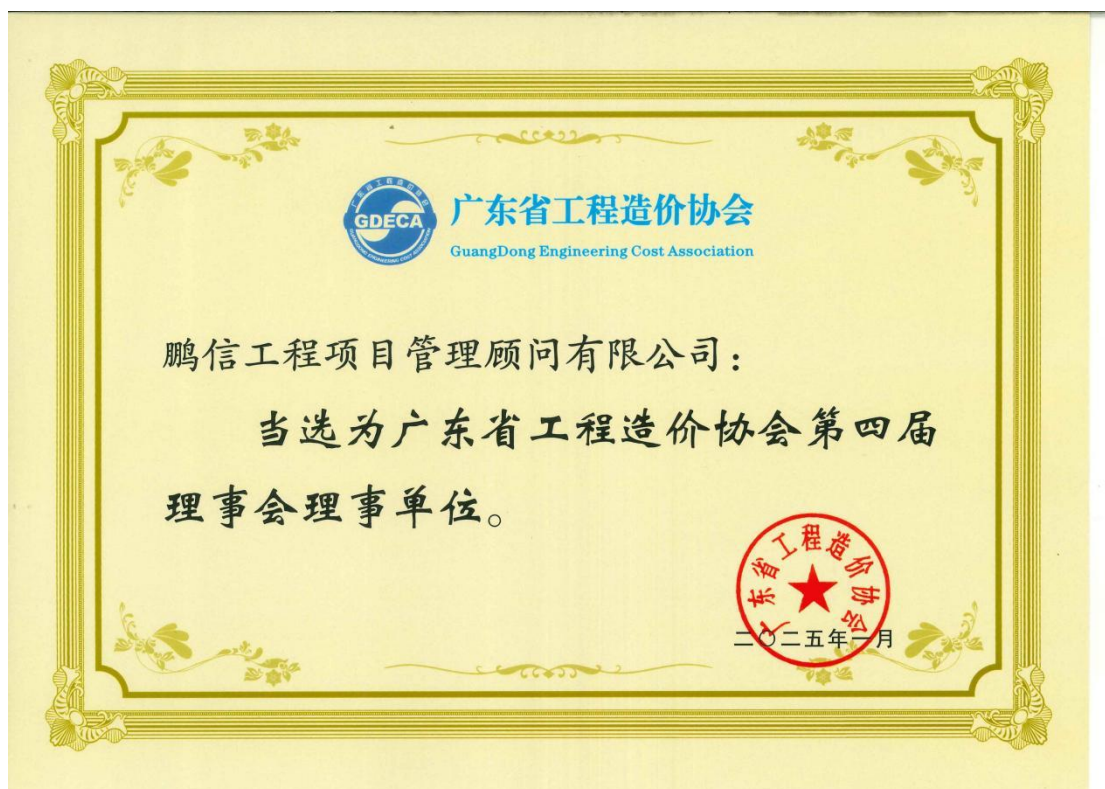 GDECA
广东省工程造价协会
GuangDong Engineering Cost Association
鹏信工程项目管理顾问有限公司：
当选为广东省工程造价协会第四届
理事会理事单位。
广东省工程造价协会
二〇二五年一月